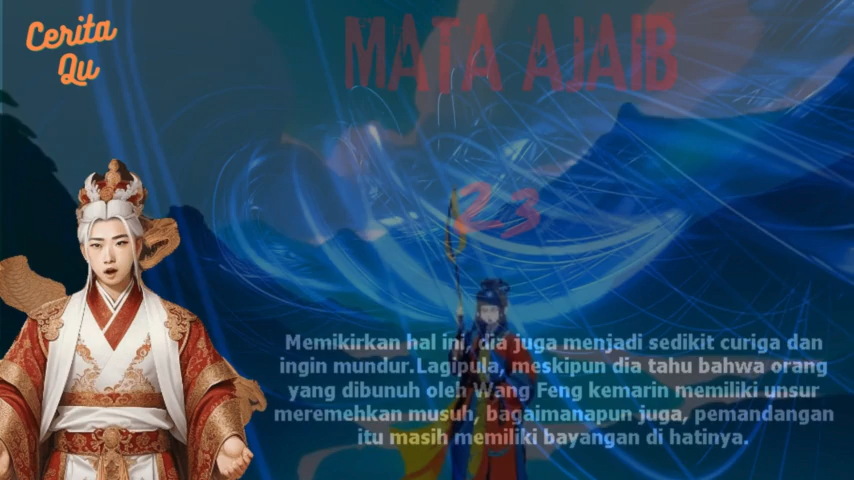 Cerita
Qu
MATA AJAIB
23
Memikirkan hal ini, dia juga menjadi sedikit curiga dan
ingin mundur.Lagipula, meskipun dia tahu bahwa orang
yang dibunuh oleh Wang Feng kemarin memiliki unsur
meremehkan musuh, bagaimanapun juga, pemandangan
itu masih memiliki bayangan di hatinya.